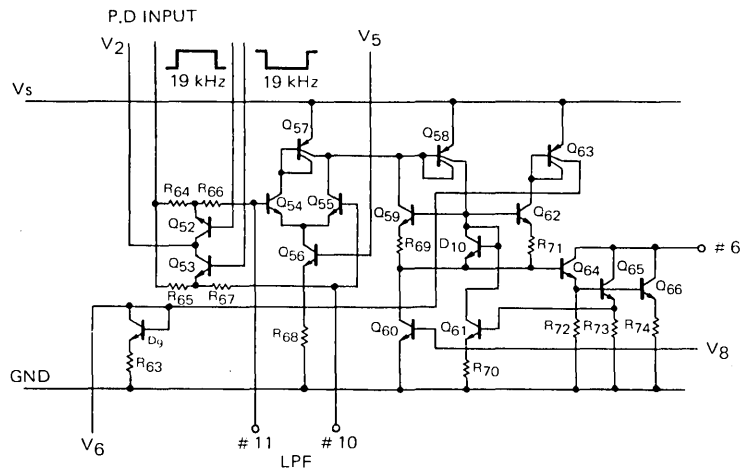 P.D INPUT
V2
19 kHz
19 kHz
V5
Vs
Q57
Q58
Q63
R64
R66
Q54
Q55
Q59
Q62
Q52
R69
D10
R71
# 6
Q53
Q56
Q64
Q65
Q66
R65
R67
D9
R68
Q60
Q61
R72
R73
R74
R63
R70
V8
GND
V6
# 11
# 10
LPF